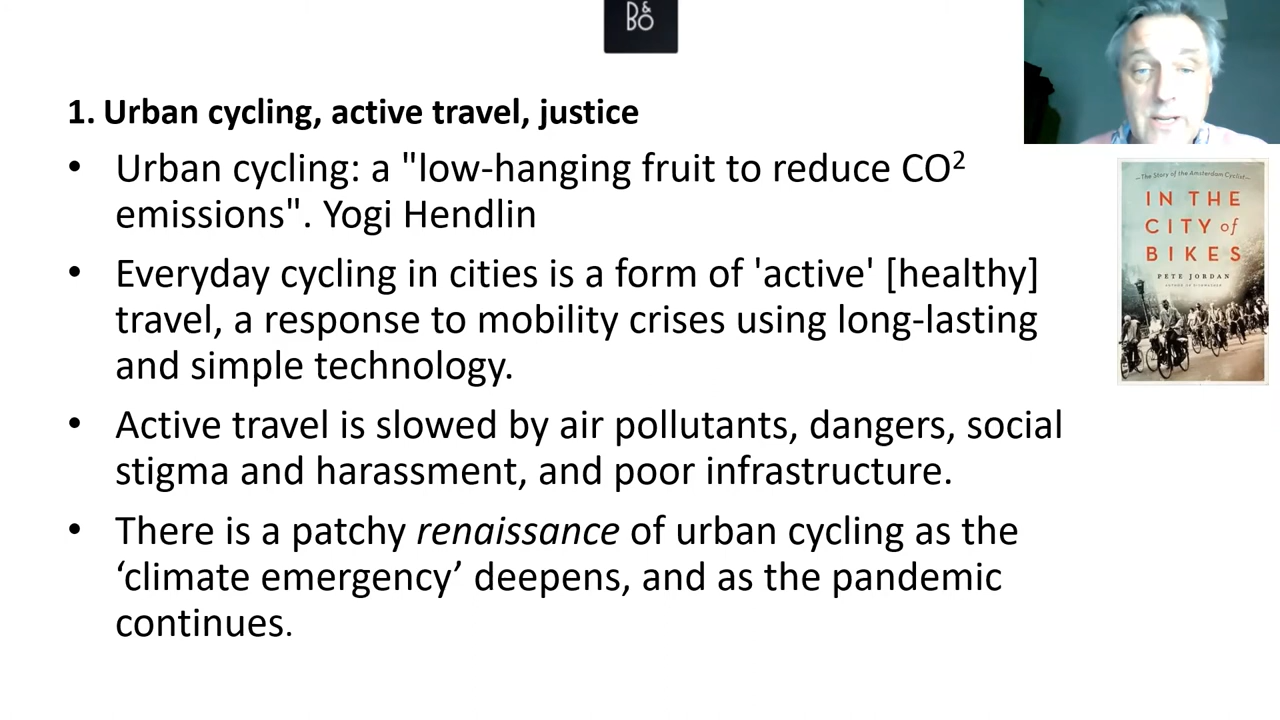 D&
BO
1. Urban cycling, active travel, justice
• Urban cycling: a "low-hanging fruit to reduce CO²
emissions". Yogi Hendlin
• Everyday cycling in cities is a form of 'active' [healthy]
travel, a response to mobility crises using long-lasting
and simple technology.
• Active travel is slowed by air pollutants, dangers, social
stigma and harassment, and poor infrastructure.
• There is a patchy renaissance of urban cycling as the
‘climate emergency’ deepens, and as the pandemic
continues.
The Story of the Amsterdam Cyclist
IN THE
CITY of
BIKES
PETE JORDAN